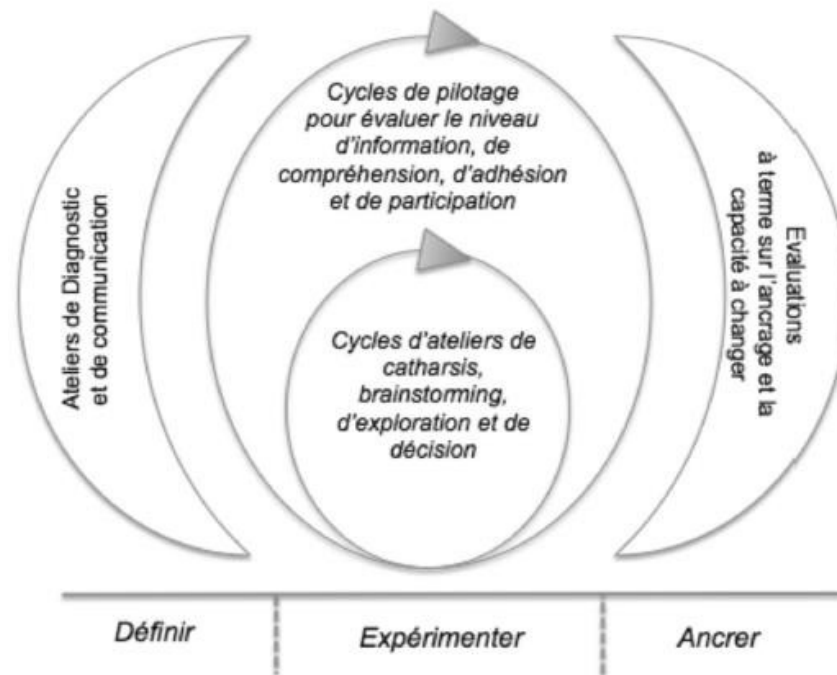 Ateliers de Diagnostic
et de communication
Cycles de pilotage
pour évaluer le niveau
d'information, de
compréhension, d'adhésion
et de participation
Cycles d'ateliers de
catharsis,
brainstorming,
d'exploration et de
décision
Evaluations
à terme sur l'ancrage et la
capacité à changer
Définir
Expérimenter
Ancrer